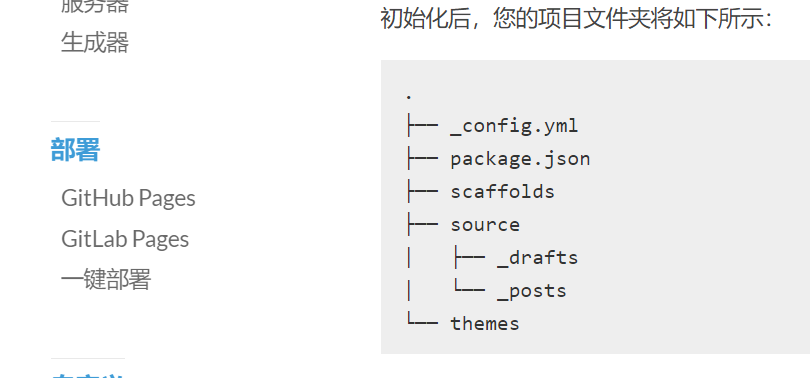 服务器
生成器
部署
GitHub Pages
GitLab Pages
一键部署
初始化后，您的项目文件夹将如下所示：
.
├── _config.yml
├── package.json
├── scaffolds
├── source
|   ├── _drafts
|   └── _posts
└── themes